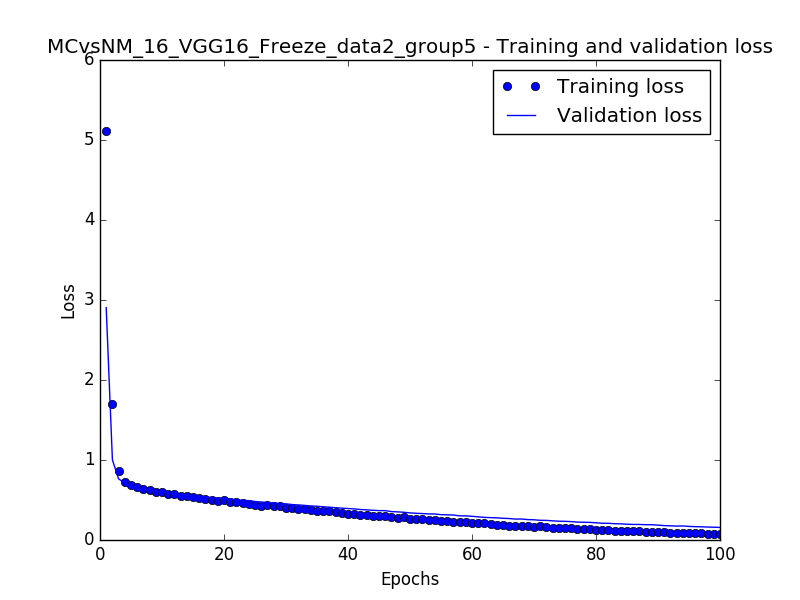 MCvsNM_16_VGG16_Freeze_data2_group5 - Training and validation loss
6
5
4
3
2
1
0
Loss
Training loss
Validation loss
0 20 40 60 80 100
Epochs